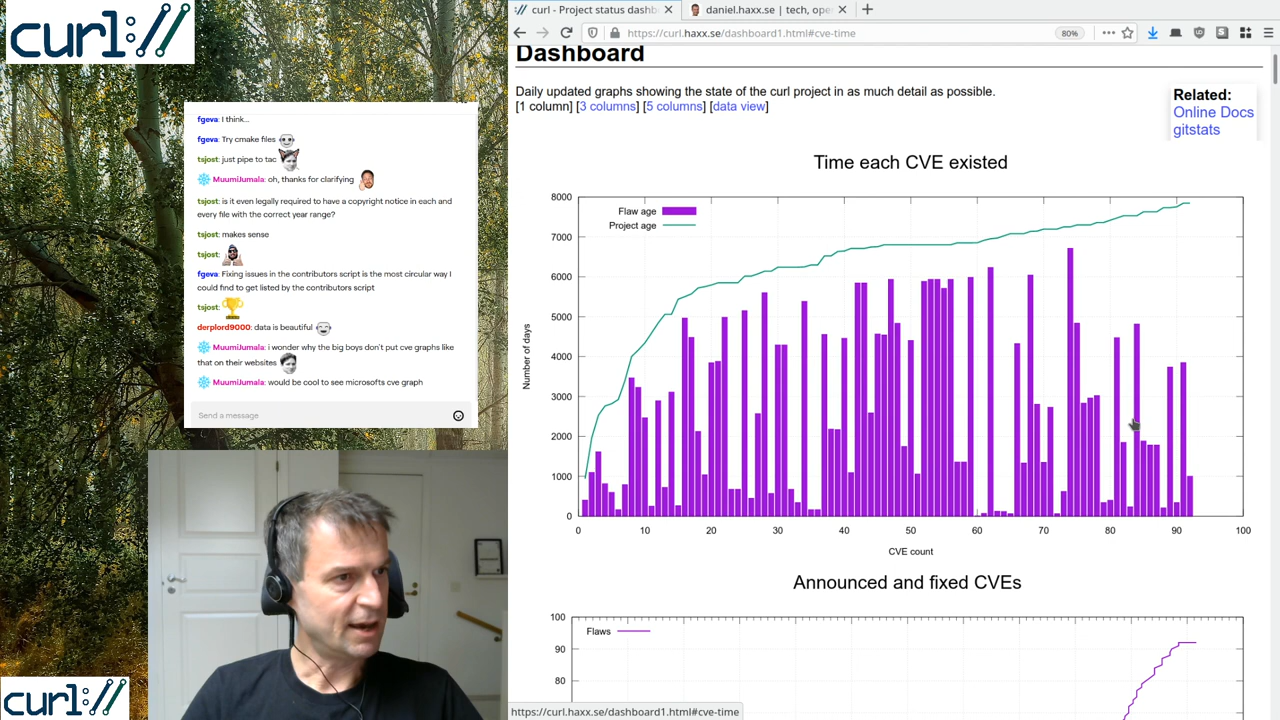 curl://
fgeva: I think...
fgeva: Try cmake files
tsjost: just pipe to tac
MuumiJumala: oh, thanks for clarifying
tsjost: is it even legally required to have a copyright notice in each and
every file with the correct year range?
tsjost: makes sense
tsjost:
fgeva: Fixing issues in the contributors script is the most circular way I
could find to get listed by the contributors script
tsjost:
derplord9000: data is beautiful
MuumiJumala: i wonder why the big boys don't put cve graphs like
that on their websites
MuumiJumala: would be cool to see microsofts cve graph
Send a message
curl://
curl - Project status dashb
daniel.haxx.se | tech, ope
https://curl.haxx.se/dashboard1.html#cve-time
80%
Dashboard
Daily updated graphs showing the state of the curl project in as much detail as possible.
[1 column] [3 columns] [5 columns] [data view]
Related:
Online Docs
gitstats
Time each CVE existed
Flaw age
Project age
8000
7000
6000
5000
4000
3000
2000
1000
0
Number of days
0 10 20 30 40 50 60 70 80 90 100
CVE count
Announced and fixed CVEs
Flaws
100
90
80
https://curl.haxx.se/dashboard1.html#cve-time